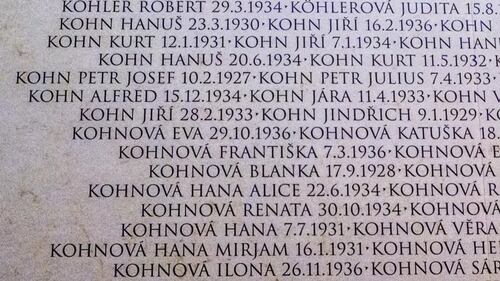 KÖHLER ROBERT 29.3.1934·KÖHLEROVÁ JUDITA 15.8.
KOHN HANUŠ 23.3.1930·KOHN JIŘÍ 16.2.1936·KOHN
KOHN KURT 12.1.1931·KOHN JIŘÍ 7.1.1934·KOHN HAN
KOHN HANUŠ 20.6.1934·KOHN KURT 11.5.1932·
KOHN PETR JOSEF 10.2.1927·KOHN PETR JULIUS 7.4.1933·
KOHN ALFRED 15.12.1934·KOHN JÁRA 11.4.1933·KOHN
KOHN JIŘÍ 28.2.1933·KOHN JINDŘICH 9.1.1929·
KOHNOVÁ EVA 29.10.1936·KOHNOVÁ KATUŠKA 18.
KOHNOVÁ FRANTIŠKA 7.3.1936·KOHNOVÁ
KOHNOVÁ BLANKA 17.9.1928·KOHNOVÁ
KOHNOVÁ HANA ALICE 22.6.1934·KOHNOVÁ R
KOHNOVÁ RENATA 30.10.1934·KOHNOVÁ
KOHNOVÁ HANA 7.7.1931·KOHNOVÁ VĚRA
KOHNOVÁ HANA MIRJAM 16.1.1931·KOHNOVÁ HE
KOHNOVÁ ILONA 26.11.1936·KOHNOVÁ SÁR